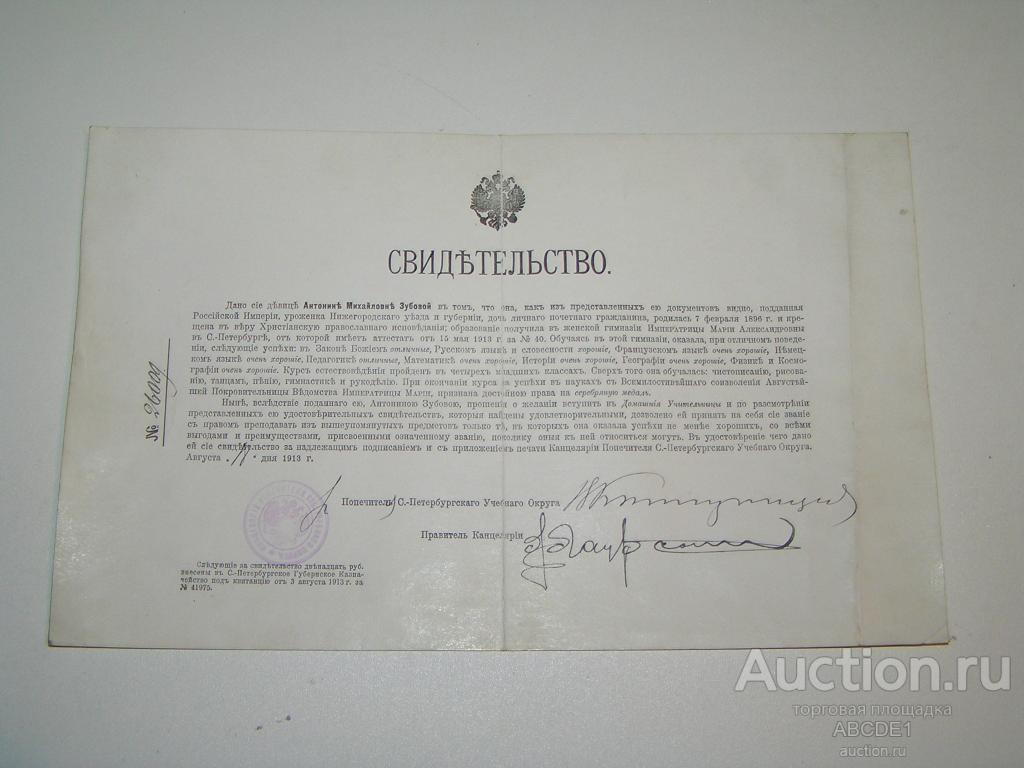 СВИДѢТЕЛЬСТВО.
Дано сіе дѣвицѣ Антонинѣ Михайловнѣ Зубовой въ томъ, что она, какъ изъ представленныхъ ею документовъ видно, подданная
Россійской Имперіи, уроженка Нижегородскаго уѣзда и губерніи, дочь личнаго почетнаго гражданина, родилась 7 февраля 1896 г. и кре-
щена въ вѣру Христіанскую православнаго исповѣданія; образованіе получила въ женской гимназіи Императрицы Маріи Александровны
въ С.-Петербургѣ, отъ которой имѣетъ аттестатъ отъ 15 мая 1913 г. за № 40. Обучаясь въ этой гимназіи, оказала, при отличномъ поведе-
ніи, слѣдующіе успѣхи: въ Законѣ Божіемъ отличные, Русскомъ языкѣ и словесности хорошіе, Французскомъ языкѣ очень хорошіе, Нѣмец-
комъ языкѣ очень хорошіе, Педагогикѣ отличные, Математикѣ очень хорошіе, Исторіи очень хорошіе, Географіи очень хорошіе, Физикѣ и Космо-
графіи очень хорошіе. Курсъ естествовѣдѣнія пройденъ въ четырехъ младшихъ классахъ. Сверхъ того она обучалась: чистописанію, рисова-
нію, танцамъ, пѣнію, гимнастикѣ и рукодѣлію. При окончаніи курса за успѣхи въ наукахъ съ Всемилостивѣйшаго соизволенія Августѣй-
шей Покровительницы Вѣдомства Императрицы Маріи, признана достойною права на серебряную медаль.
Нынѣ, вслѣдствіе поданнаго ею, Антониною Зубовою, прошенія о желаніи вступить въ Домашнія Учительницы и по разсмотрѣніи
представленныхъ ею удостовѣрительныхъ свидѣтельствъ, которыя найдены удовлетворительными, дозволено ей принять на себя сіе званіе
съ правомъ преподавать изъ вышеупомянутыхъ предметовъ только тѣ, въ которыхъ она оказала успѣхи не менѣе хорошихъ, со всѣми
выгодами и преимуществами, присвоенными означенному званію, поколику оныя къ ней относиться могутъ. Въ удостовѣреніе чего дано
ей сіе свидѣтельство за надлежащимъ подписаніемъ и съ приложеніемъ печати Канцеляріи Попечителя С.-Петербургскаго Учебнаго Округа.
Августа дня 1913 г.
№ 26009
Попечитель С.-Петербургскаго Учебнаго Округа
Правитель Канцеляріи
Слѣдующіе за свидѣтельство двѣнадцать руб.
внесены въ С.-Петербургское Губернское Казна-
чейство подъ квитанцію отъ 3 августа 1913 г. за
№ 41975.
Auction.ru
торговая площадка
ABCDE1
auction.ru